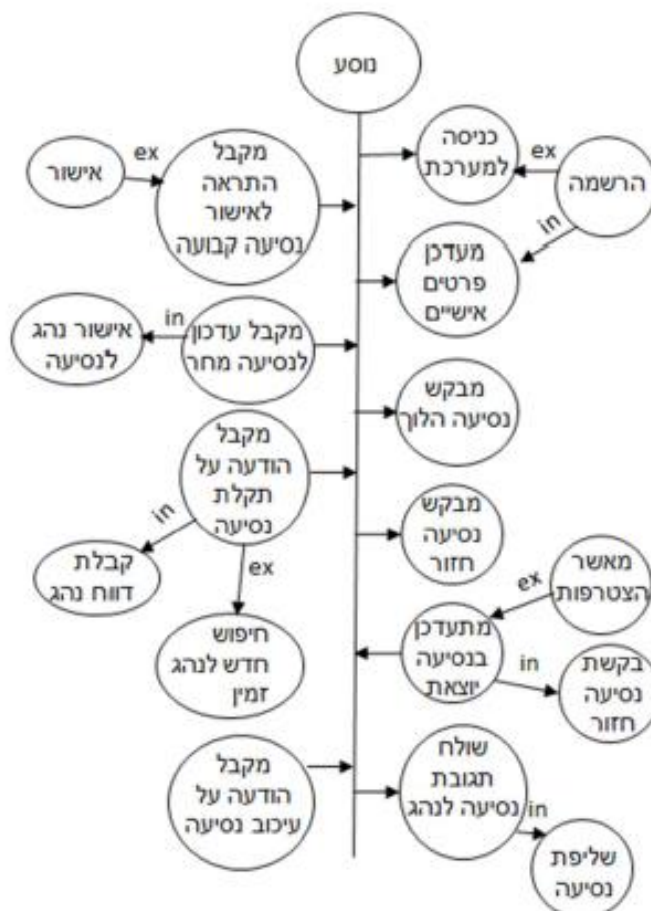 נוסע
כניסה
למערכת
ex
הרשמה
in
מעדכן
פרטים
אישיים
מבקש
נסיעה הלוך
מבקש
נסיעה
חזור
מאשר
הצטרפות
ex
מתעדכן
בנסיעה
יוצאת
in
בקשת
נסיעה
חזור
שולח
תגובת
נסיעה לנהג
in
שליפת
נסיעה
אישור
ex
מקבל
התראה
לאישור
נסיעה קבועה
מקבל עדכון
לנסיעה מחר
in
אישור נהג
לנסיעה
מקבל
הודעה על
תקלת
נסיעה
in
קבלת
דווח נהג
ex
חיפוש
חדש לנהג
זמין
מקבל
הודעה על
עיכוב נסיעה